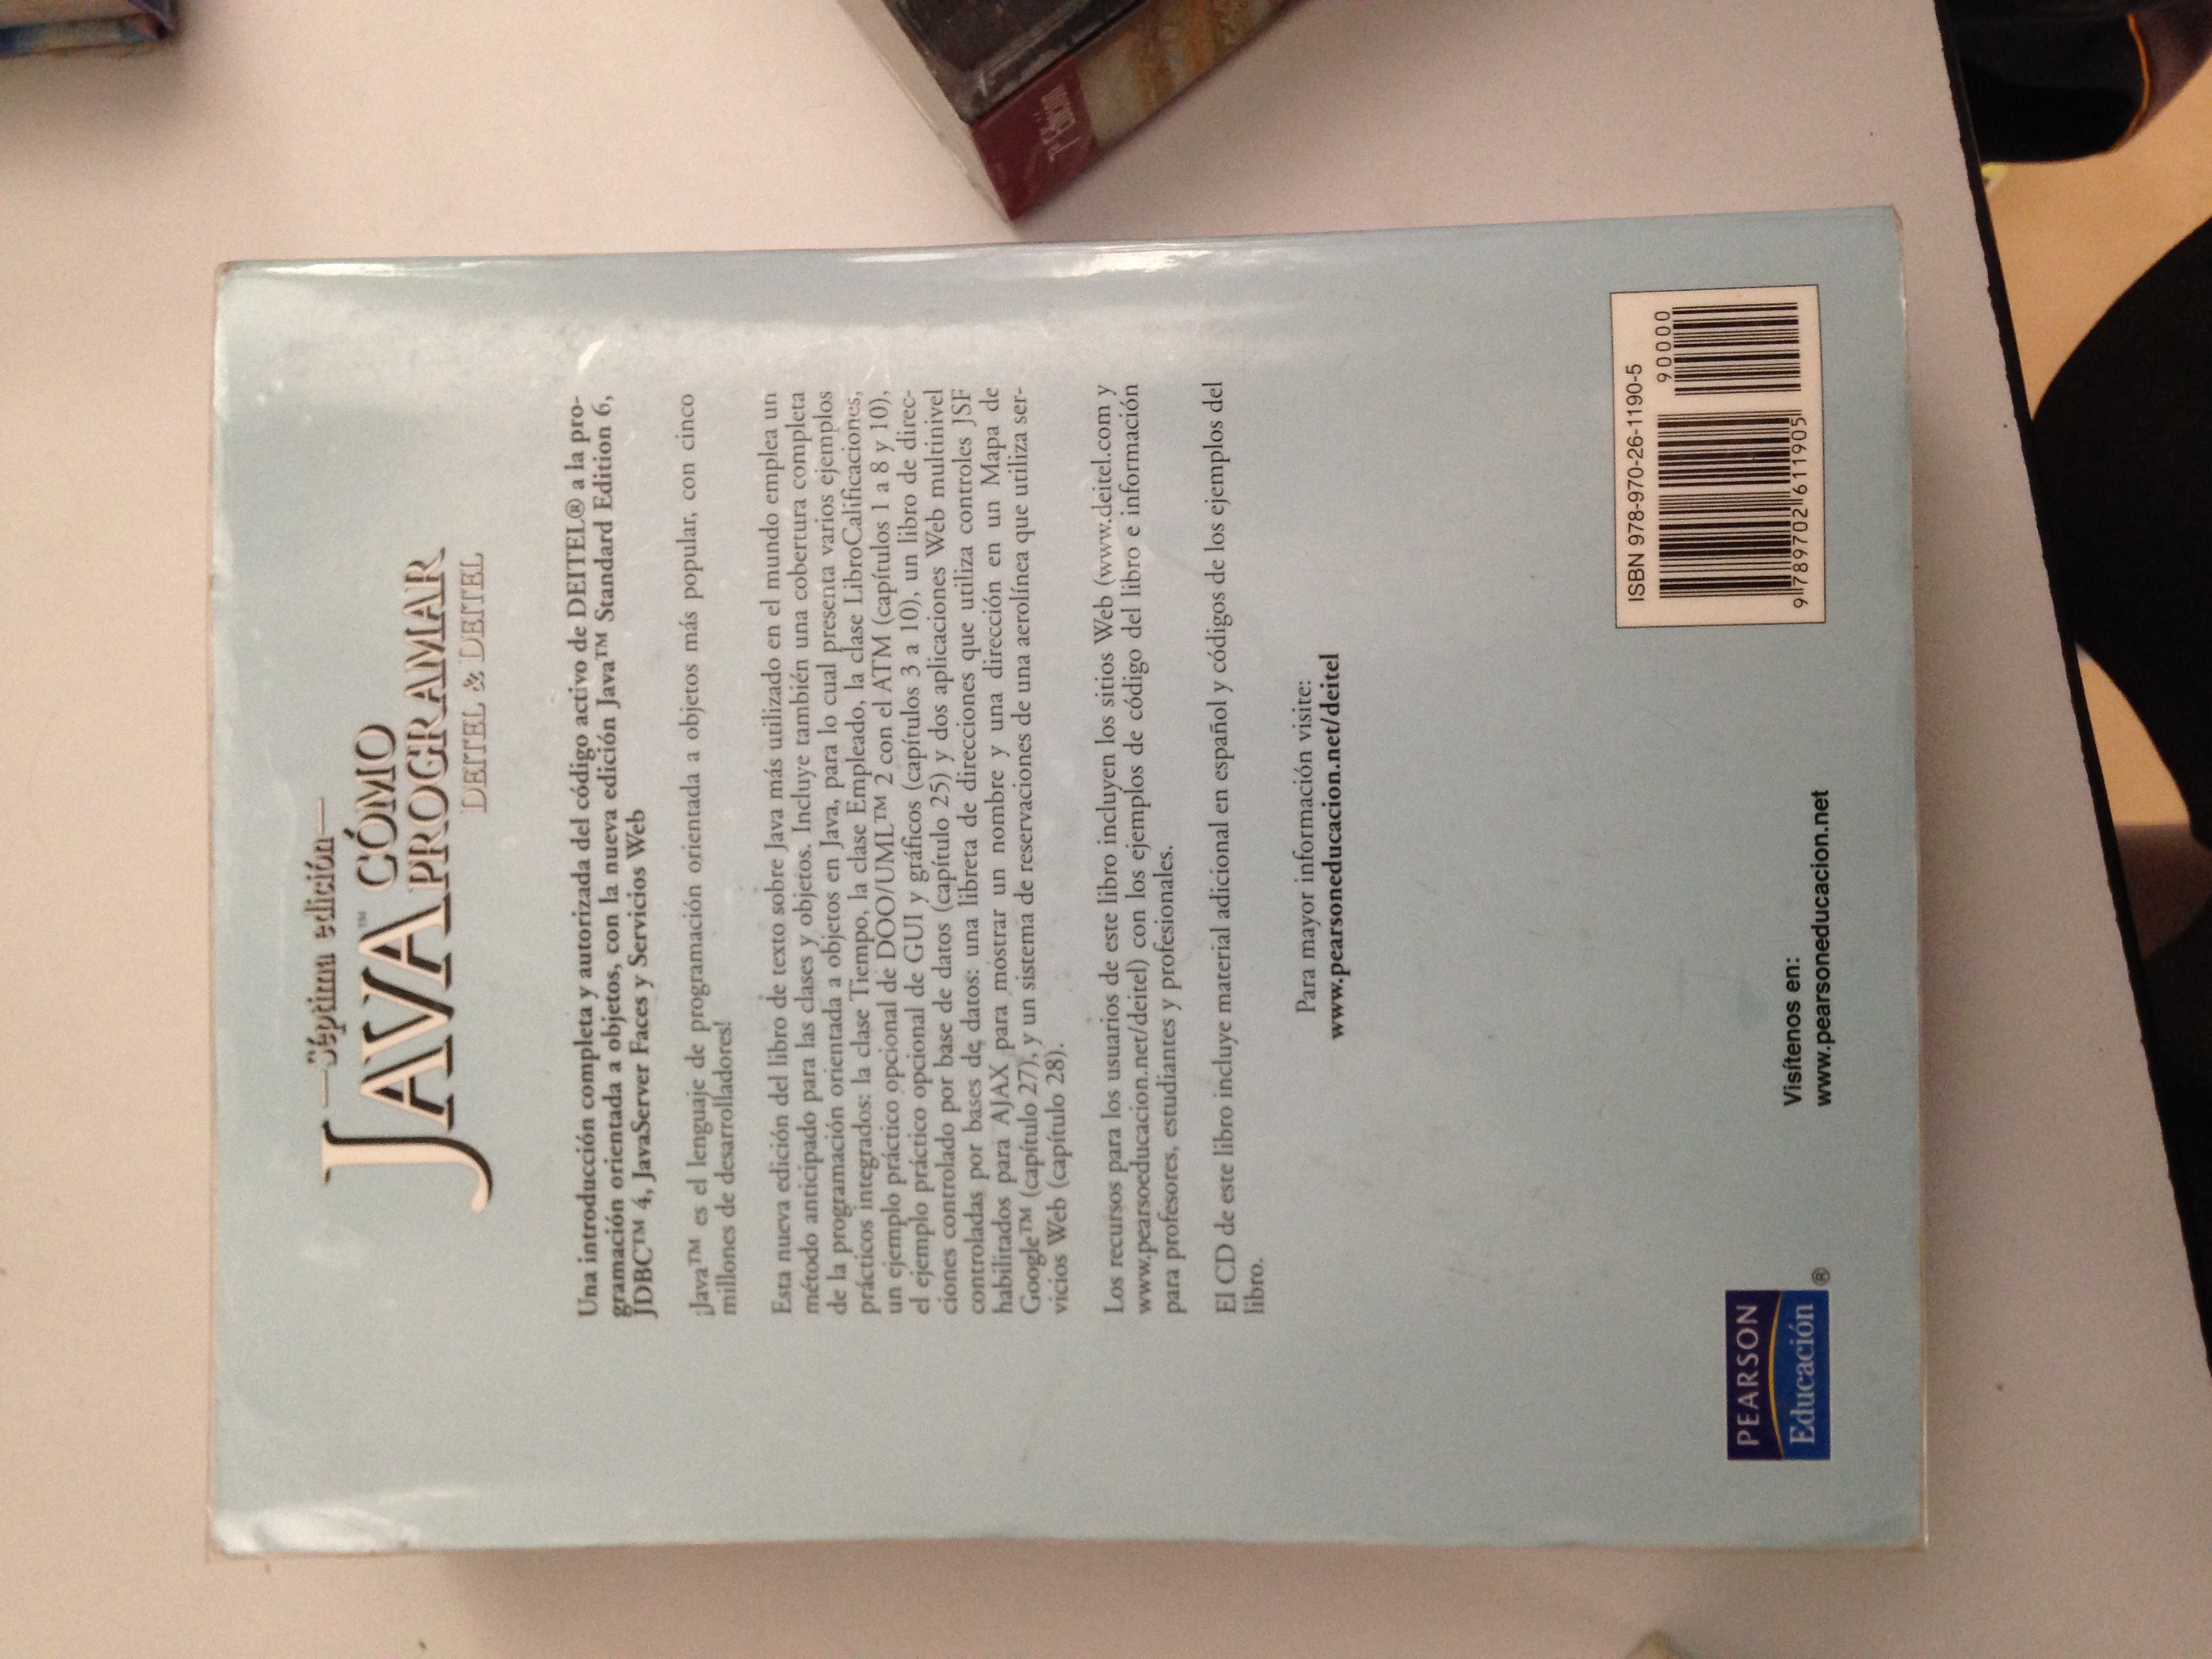 Séptima edición
JAVA™ CÓMO
PROGRAMAR
DEITEL & DEITEL
Una introducción completa y autorizada del código activo de DEITEL® a la pro-
gramación orientada a objetos, con la nueva edición Java™ Standard Edition 6,
JDBC™ 4, JavaServer Faces y Servicios Web
¡Java™ es el lenguaje de programación orientada a objetos más popular, con cinco
millones de desarrolladores!
Esta nueva edición del libro de texto sobre Java más utilizado en el mundo emplea un
método anticipado para las clases y objetos. Incluye también una cobertura completa
de la programación orientada a objetos en Java, para lo cual presenta varios ejemplos
prácticos integrados: la clase Tiempo, la clase Empleado, la clase LibroCalificaciones,
un ejemplo práctico opcional de DOO/UML™ 2 con el ATM (capítulos 1 a 8 y 10),
el ejemplo práctico opcional de GUI y gráficos (capítulos 3 a 10), un libro de direc-
ciones controlado por base de datos (capítulo 25) y dos aplicaciones Web multinivel
controladas por bases de datos: una libreta de direcciones que utiliza controles JSF
habilitados para AJAX para mostrar un nombre y una dirección en un Mapa de
Google™ (capítulo 27), y un sistema de reservaciones de una aerolínea que utiliza ser-
vicios Web (capítulo 28).
Los recursos para los usuarios de este libro incluyen los sitios Web (www.deitel.com y
www.pearsoeducacion.net/deitel) con los ejemplos de código del libro e información
para profesores, estudiantes y profesionales.
El CD de este libro incluye material adicional en español y códigos de los ejemplos del
libro.
Para mayor información visite:
www.pearsoneducacion.net/deitel
7ª Edición
ISBN 978-970-26-1190-5
90000
9 789702 611905
PEARSON
Educación ®
Visítenos en:
www.pearsoneducacion.net